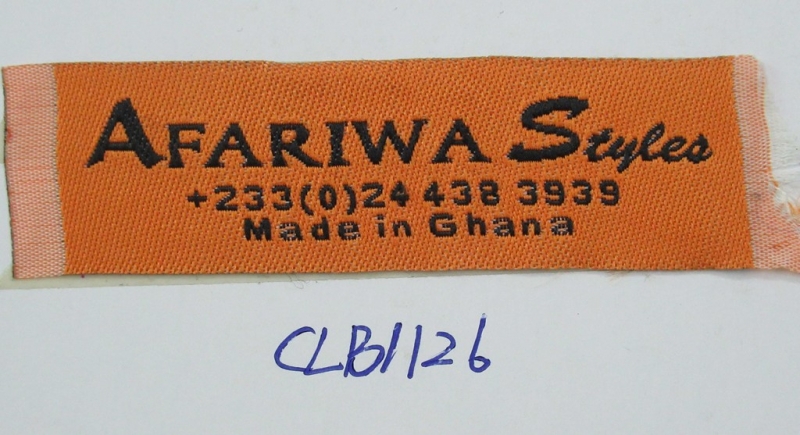 AFARIWA Styles
+233(0)24 438 3939
Made in Ghana
CLB1126